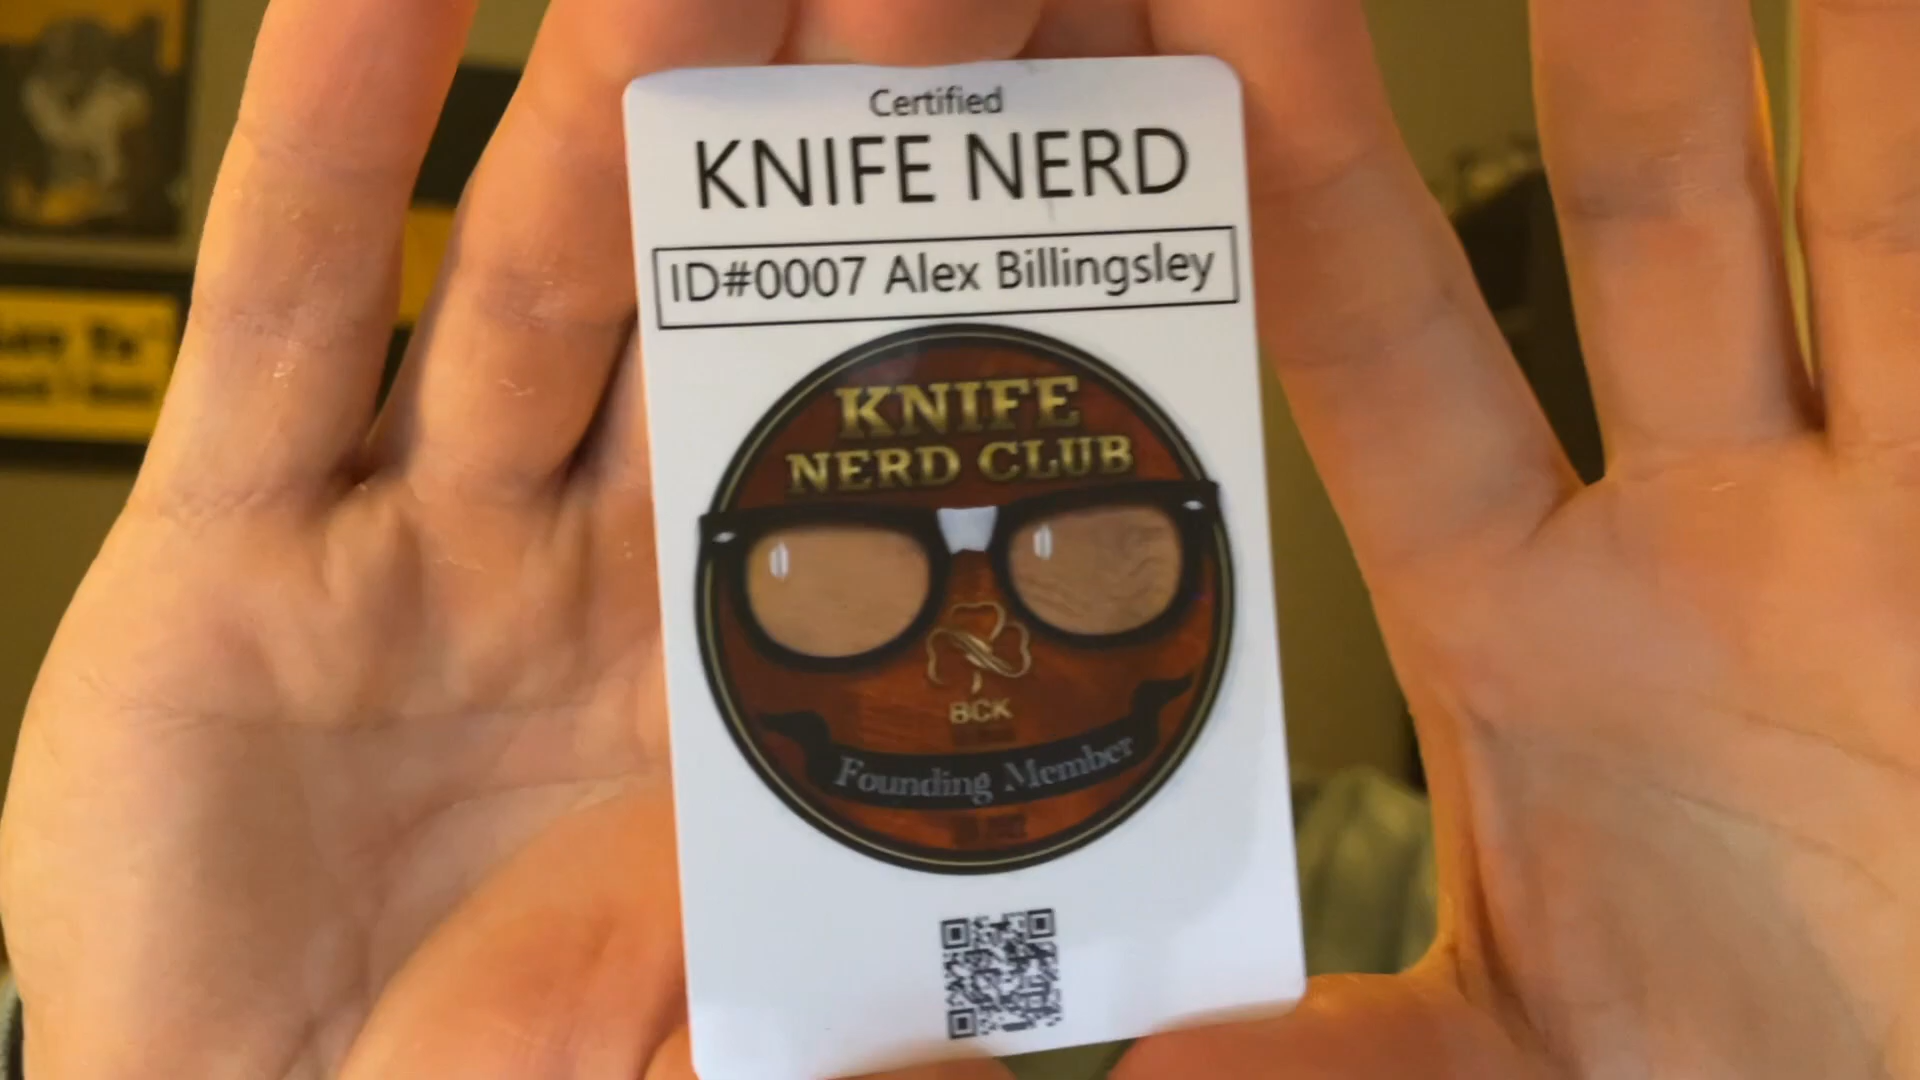 Certified
KNIFE NERD
ID#0007 Alex Billingsley
KNIFE
NERD CLUB
BCK
Founding Member